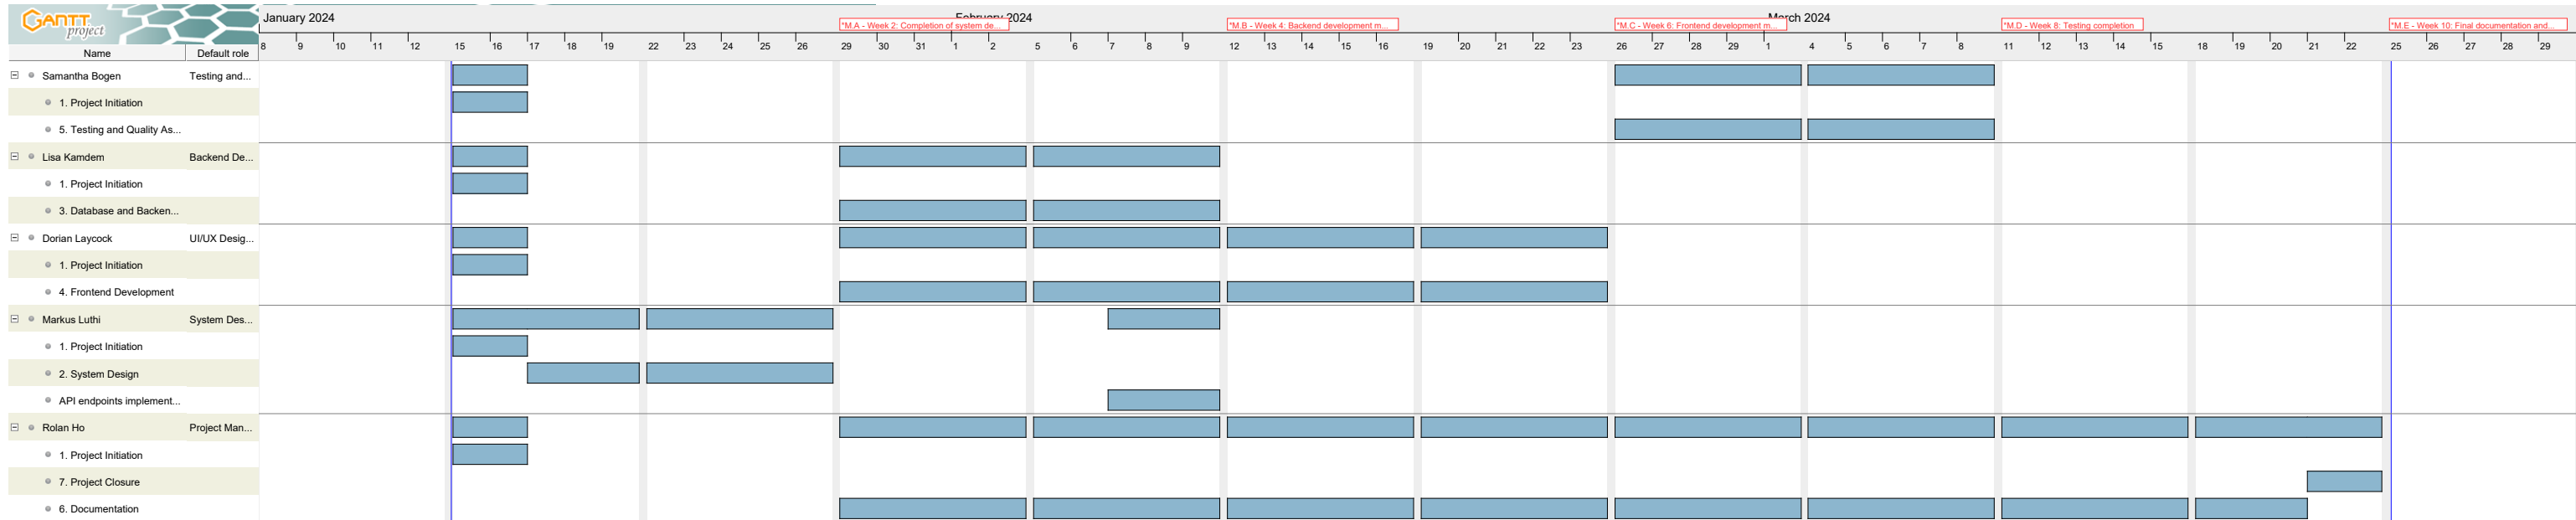 GANTT
project
January 2024 February 2024 March 2024
*M.A - Week 2: Completion of system de... *M.B - Week 4: Backend development m... *M.C - Week 6: Frontend development m... *M.D - Week 8: Testing completion *M.E - Week 10: Final documentation and...
Name Default role 8 9 10 11 12 15 16 17 18 19 22 23 24 25 26 29 30 31 1 2 5 6 7 8 9 12 13 14 15 16 19 20 21 22 23 26 27 28 29 1 4 5 6 7 8 11 12 13 14 15 18 19 20 21 22 25 26 27 28 29
Samantha Bogen Testing and...
1. Project Initiation
5. Testing and Quality As...
Lisa Kamdem Backend De...
1. Project Initiation
3. Database and Backen...
Dorian Laycock UI/UX Desig...
1. Project Initiation
4. Frontend Development
Markus Luthi System Des...
1. Project Initiation
2. System Design
API endpoints implement...
Rolan Ho Project Man...
1. Project Initiation
7. Project Closure
6. Documentation